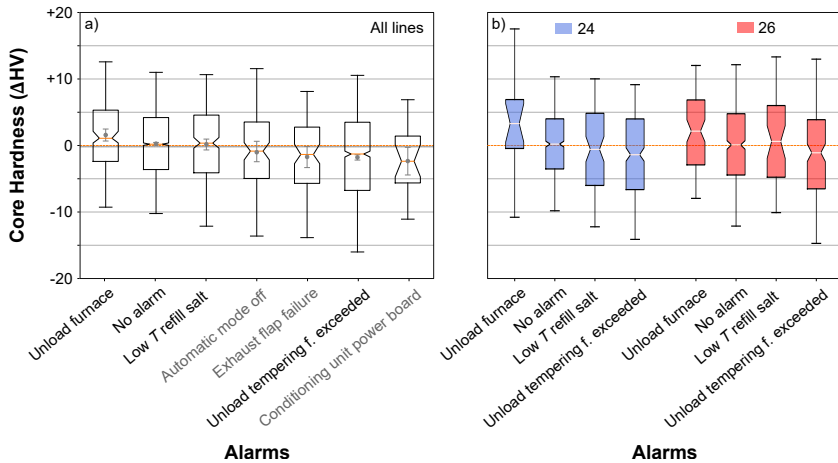 a)
All lines
b)
24
26
Core Hardness (ΔHV)
+20
+10
0
-10
-20
Unload furnace
No alarm
Low T refill salt
Automatic mode off
Exhaust flap failure
Unload tempering f. exceeded
Conditioning unit power board
Unload furnace
No alarm
Low T refill salt
Unload tempering f. exceeded
Unload furnace
No alarm
Low T refill salt
Unload tempering f. exceeded
Alarms
Alarms